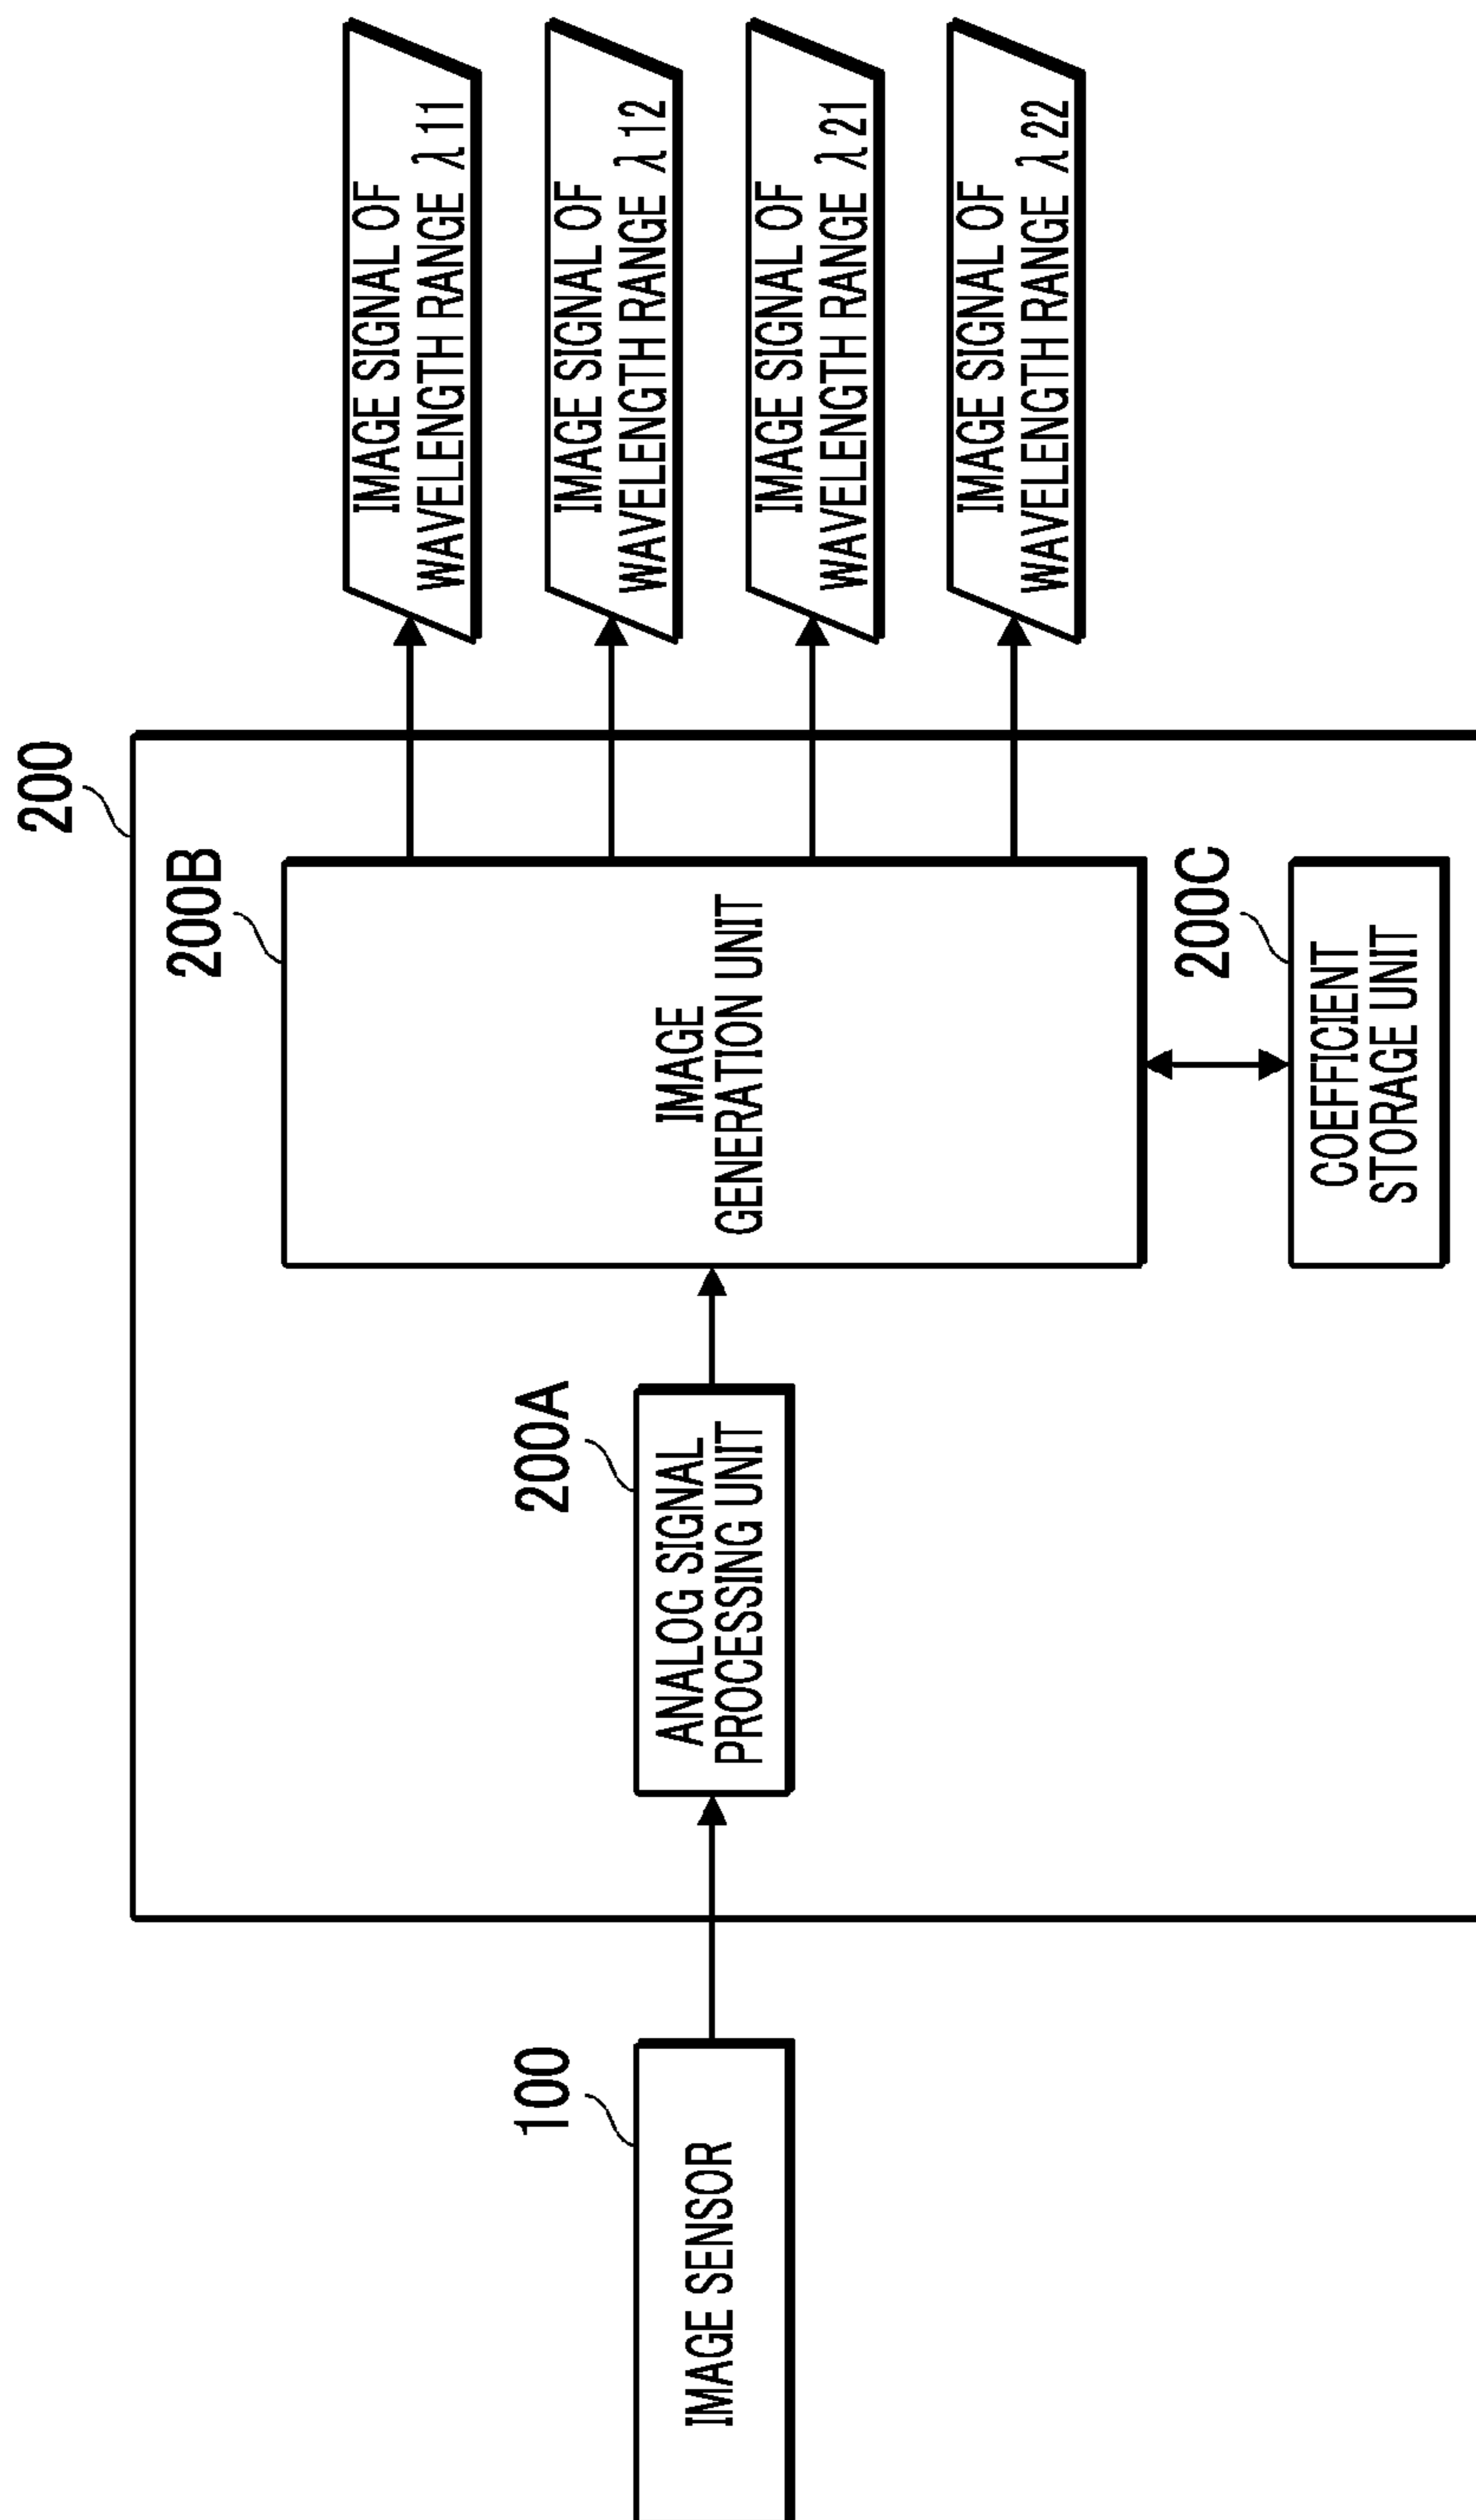 200
200B
100
IMAGE SENSOR
200A
ANALOG SIGNAL
PROCESSING UNIT
IMAGE
GENERATION UNIT
200C
COEFFICIENT
STORAGE UNIT
IMAGE SIGNAL OF
WAVELENGTH RANGE λ11
IMAGE SIGNAL OF
WAVELENGTH RANGE λ12
IMAGE SIGNAL OF
WAVELENGTH RANGE λ21
IMAGE SIGNAL OF
WAVELENGTH RANGE λ22